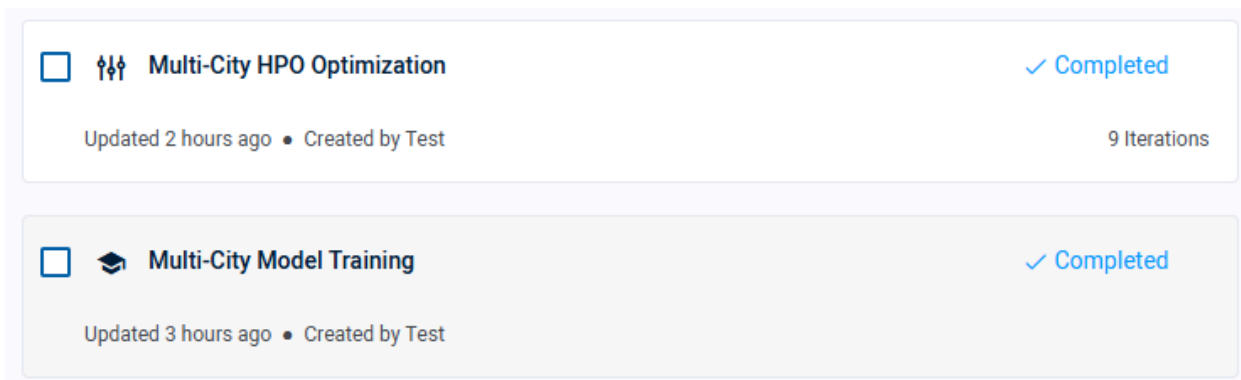 Multi-City HPO Optimization
✓ Completed
Updated 2 hours ago • Created by Test
9 Iterations
Multi-City Model Training
✓ Completed
Updated 3 hours ago • Created by Test